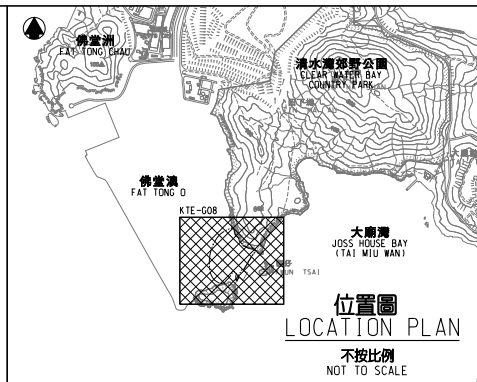 佛堂洲
FAT TONG CHAU
清水灣郊野公園
CLEAR WATER BAY
COUNTRY PARK
佛堂澳
FAT TONG O
KTE-G08
大廟灣
JOSS HOUSE BAY
(TAI MIU WAN)
TSAI
位置圖
LOCATION PLAN
不按比例
NOT TO SCALE